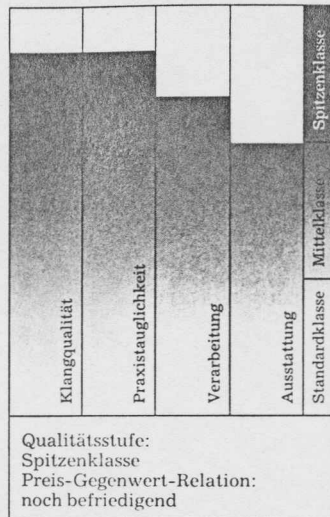 Klangqualität
Praxistauglichkeit
Verarbeitung
Ausstattung
Standardklasse
Mittelklasse
Spitzenklasse
Qualitätsstufe:
Spitzenklasse
Preis-Gegenwert-Relation:
noch befriedigend